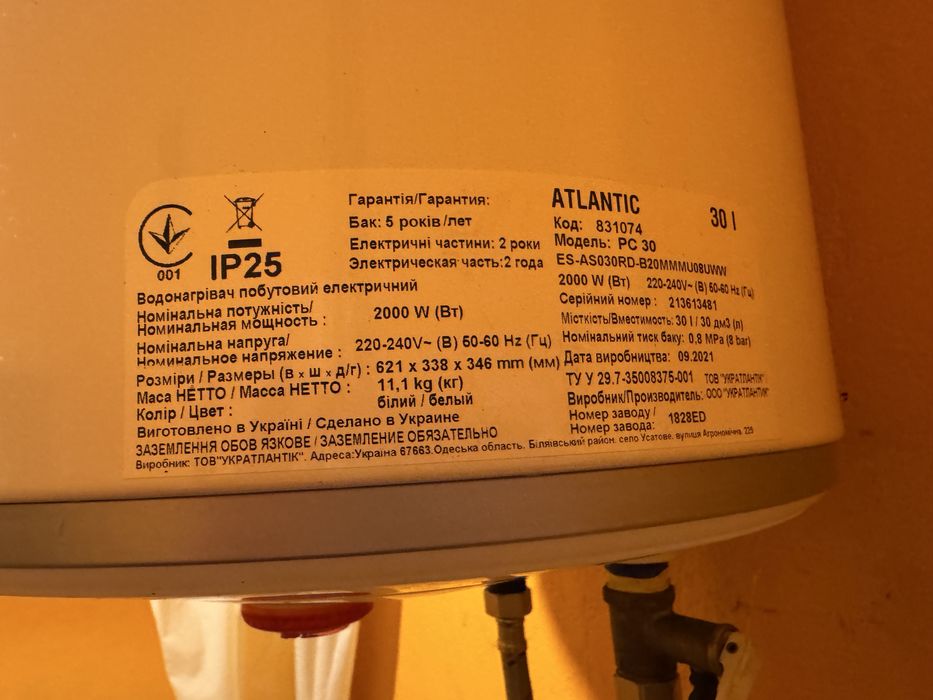 001
IP25
Гарантія/Гарантия:
Бак: 5 років/лет
Електричні частини: 2 роки
Электрическая часть:2 года
Водонагрівач побутовий електричний
Номінальна потужність/
Номинальная мощность :
2000 W (Вт)
Номінальна напруга/
Номинальное напряжение :
220-240V~ (В) 50-60 Hz (Гц)
Розміри / Размеры (в x ш x д/г) : 621 x 338 x 346 mm (мм)
Маса НЕТТО / Масса НЕТТО :
11,1 kg (кг)
Колір / Цвет :
білий / белый
Виготовлено в Україні / Сделано в Украине
ЗАЗЕМЛЕННЯ ОБОВ ЯЗКОВЕ / ЗАЗЕМЛЕНИЕ ОБЯЗАТЕЛЬНО
Виробник: ТОВ"УКРАТЛАНТІК". Адреса:Україна 67663.Одеська область. Біляївський район. село Усатове. вулиця Агрономічна. 225
ATLANTIC
30 l
Код: 831074
Модель: PC 30
ES-AS030RD-B20MMMU08UWW
2000 W (Вт) 220-240V~ (В) 50-60 Hz (Гц)
Серійний номер : 213613481
Місткість/Вместимость: 30 l / 30 дм3 (л)
Номінальний тиск баку: 0,8 MPa (8 bar)
Дата виробництва: 09.2021
ТУ У 29.7-35008375-001 ТОВ "УКРАТЛАНТІК"
Виробник/Производитель: ООО "УКРАТЛАНТИК"
Номер заводу /
Номер завода: 1828ED